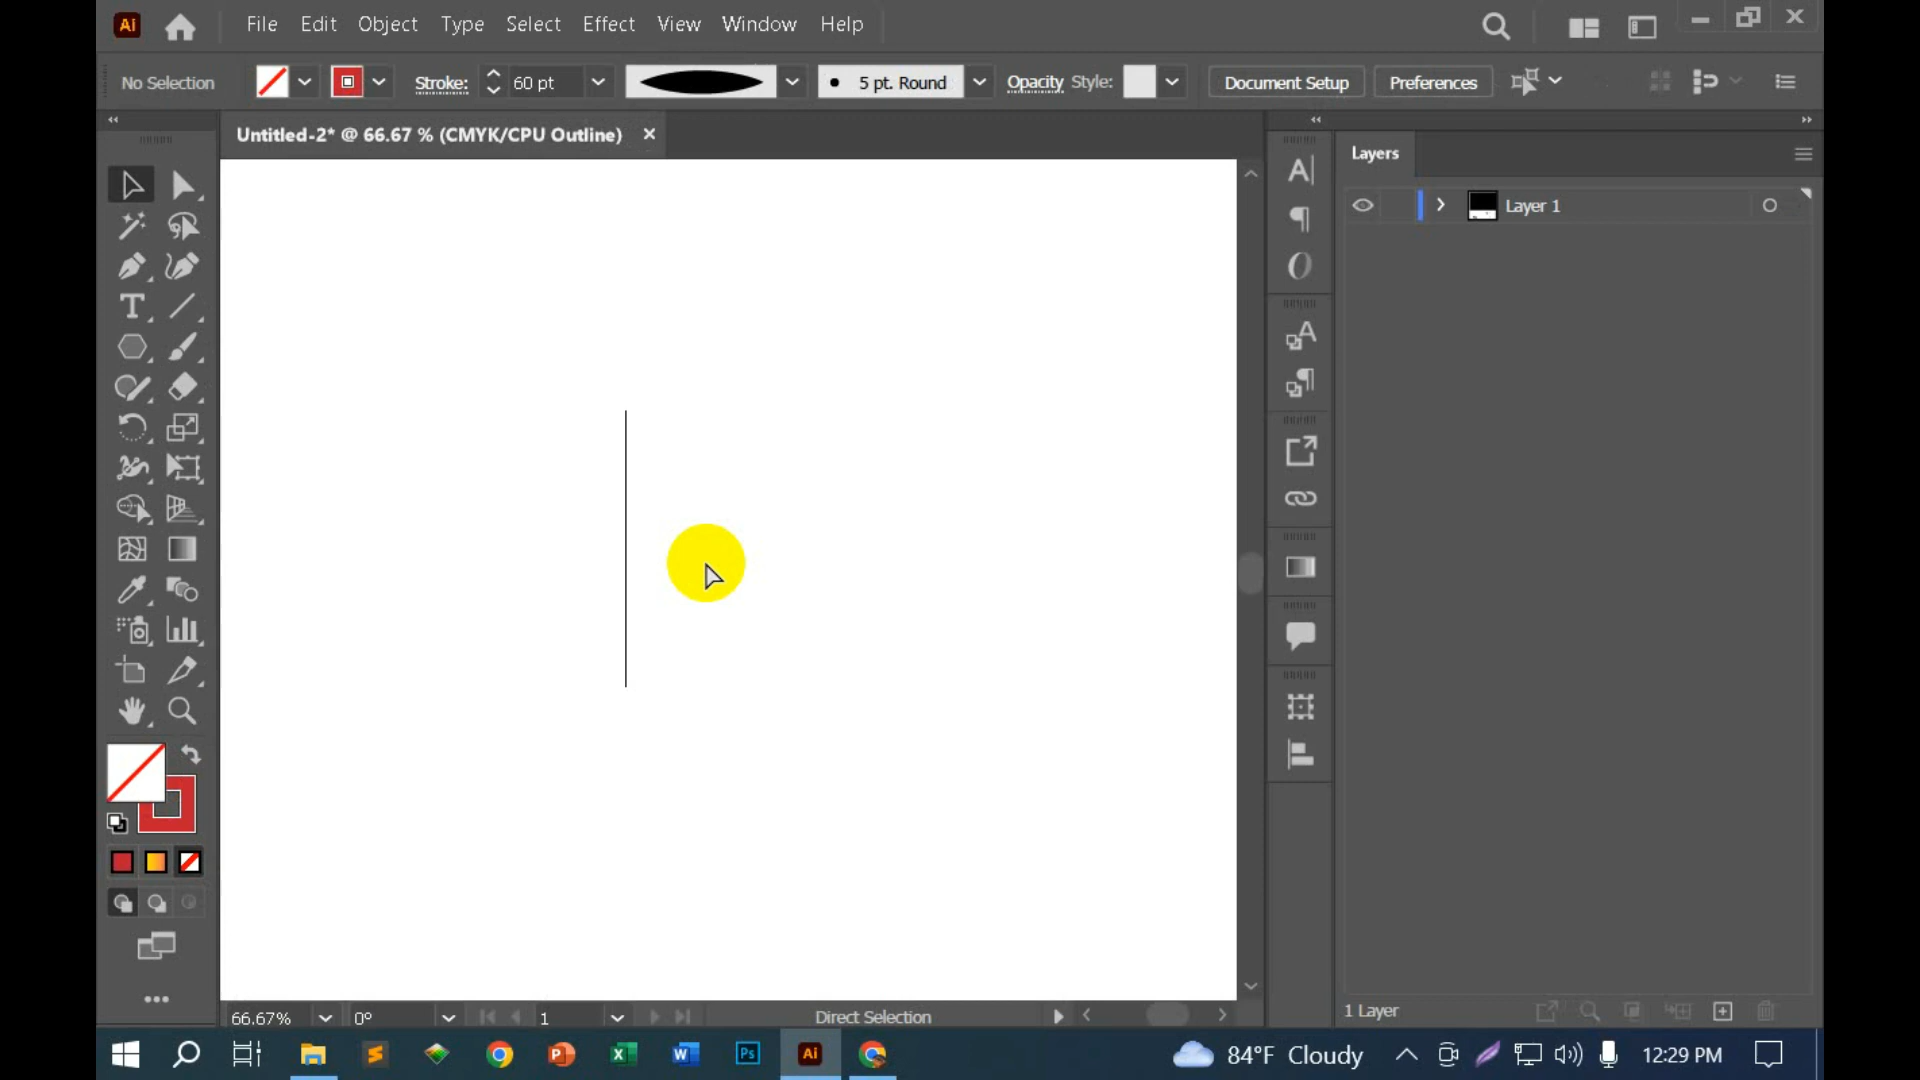 Ai File Edit Object Type Select Effect View Window Help
No Selection Stroke: 60 pt 5 pt. Round Opacity Style: Document Setup Preferences
Untitled-2* @ 66.67 % (CMYK/CPU Outline)
Layers
Layer 1
66.67% 0° 1 Direct Selection
1 Layer
84°F Cloudy 12:29 PM